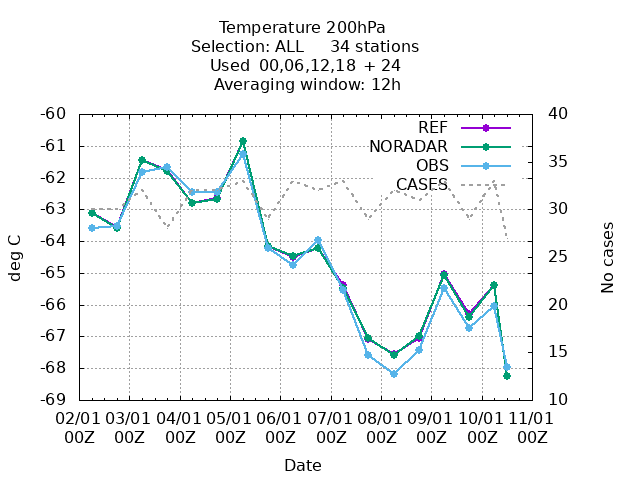 Temperature 200hPa
Selection: ALL 34 stations
Used 00,06,12,18 + 24
Averaging window: 12h
-60
-61
-62
-63
-64
-65
-66
-67
-68
-69
deg C
40
35
30
25
20
15
10
No cases
REF
NORADAR
OBS
CASES
02/01 03/01 04/01 05/01 06/01 07/01 08/01 09/01 10/01 11/01
00Z 00Z 00Z 00Z 00Z 00Z 00Z 00Z 00Z 00Z
Date